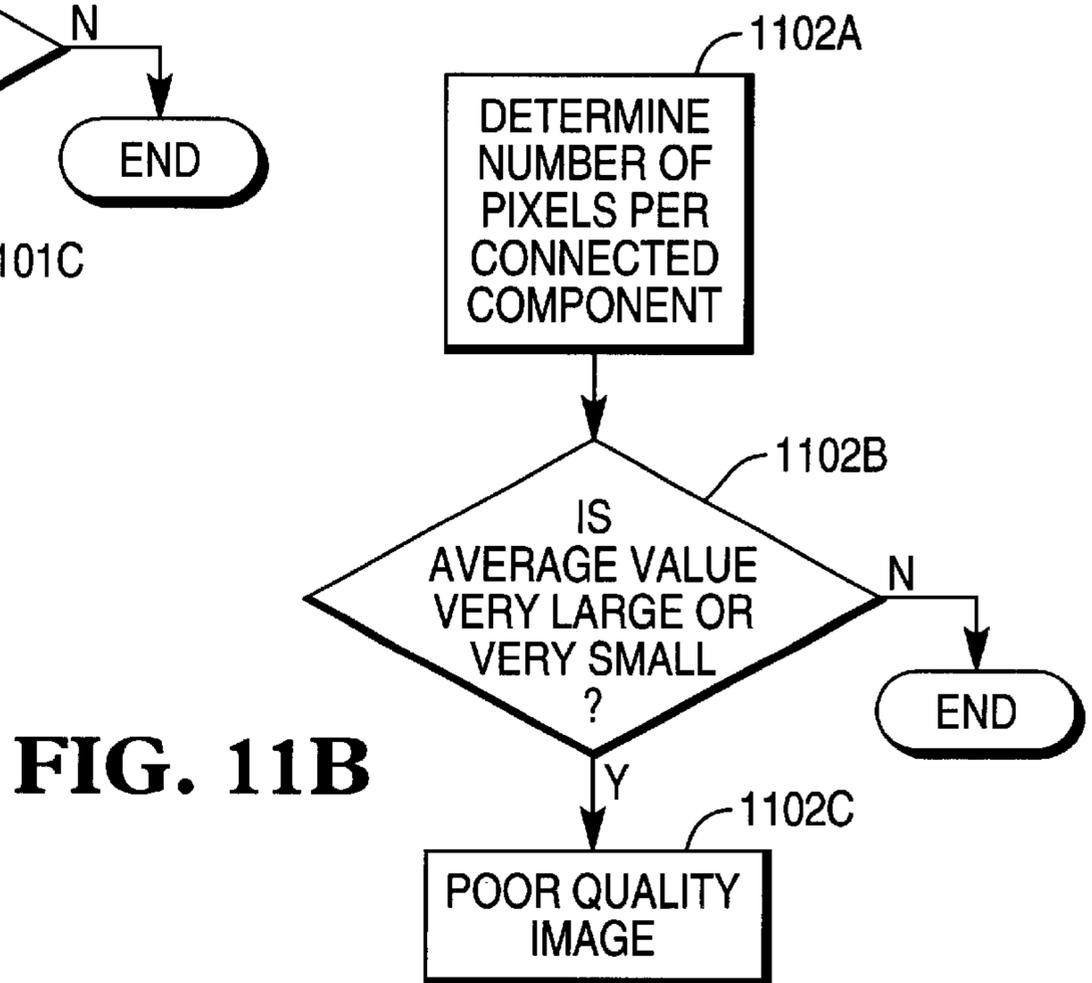 N
END
101C
1102A
DETERMINE
NUMBER OF
PIXELS PER
CONNECTED
COMPONENT
1102B
IS
AVERAGE VALUE
VERY LARGE OR
VERY SMALL
?
N
END
Y
FIG. 11B
1102C
POOR QUALITY
IMAGE